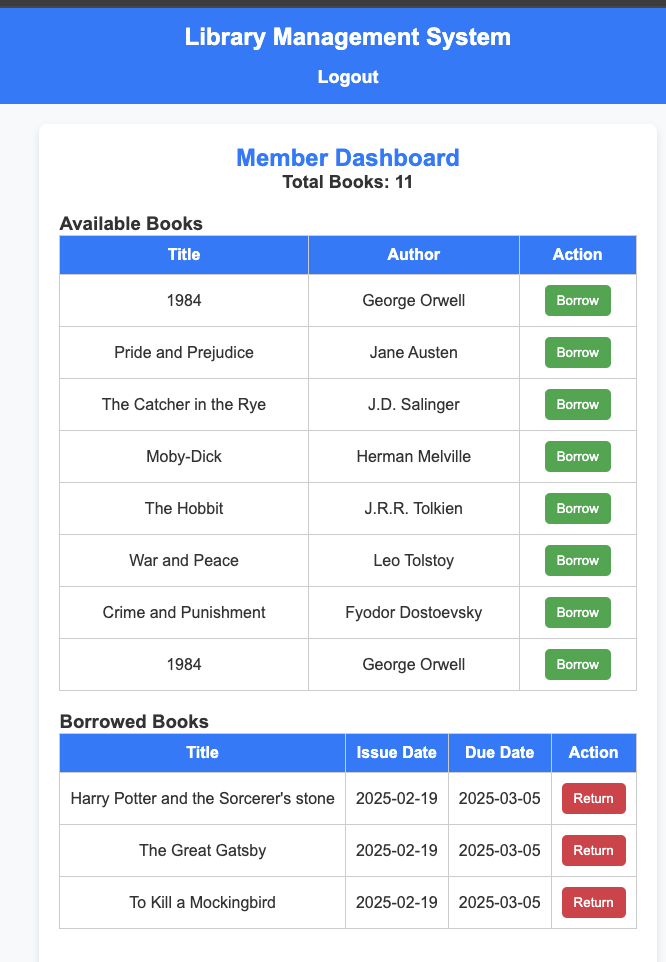 Library Management System
Logout
Member Dashboard
Total Books: 11
Available Books
Title Author Action
1984 George Orwell Borrow
Pride and Prejudice Jane Austen Borrow
The Catcher in the Rye J.D. Salinger Borrow
Moby-Dick Herman Melville Borrow
The Hobbit J.R.R. Tolkien Borrow
War and Peace Leo Tolstoy Borrow
Crime and Punishment Fyodor Dostoevsky Borrow
1984 George Orwell Borrow
Borrowed Books
Title Issue Date Due Date Action
Harry Potter and the Sorcerer's stone 2025-02-19 2025-03-05 Return
The Great Gatsby 2025-02-19 2025-03-05 Return
To Kill a Mockingbird 2025-02-19 2025-03-05 Return